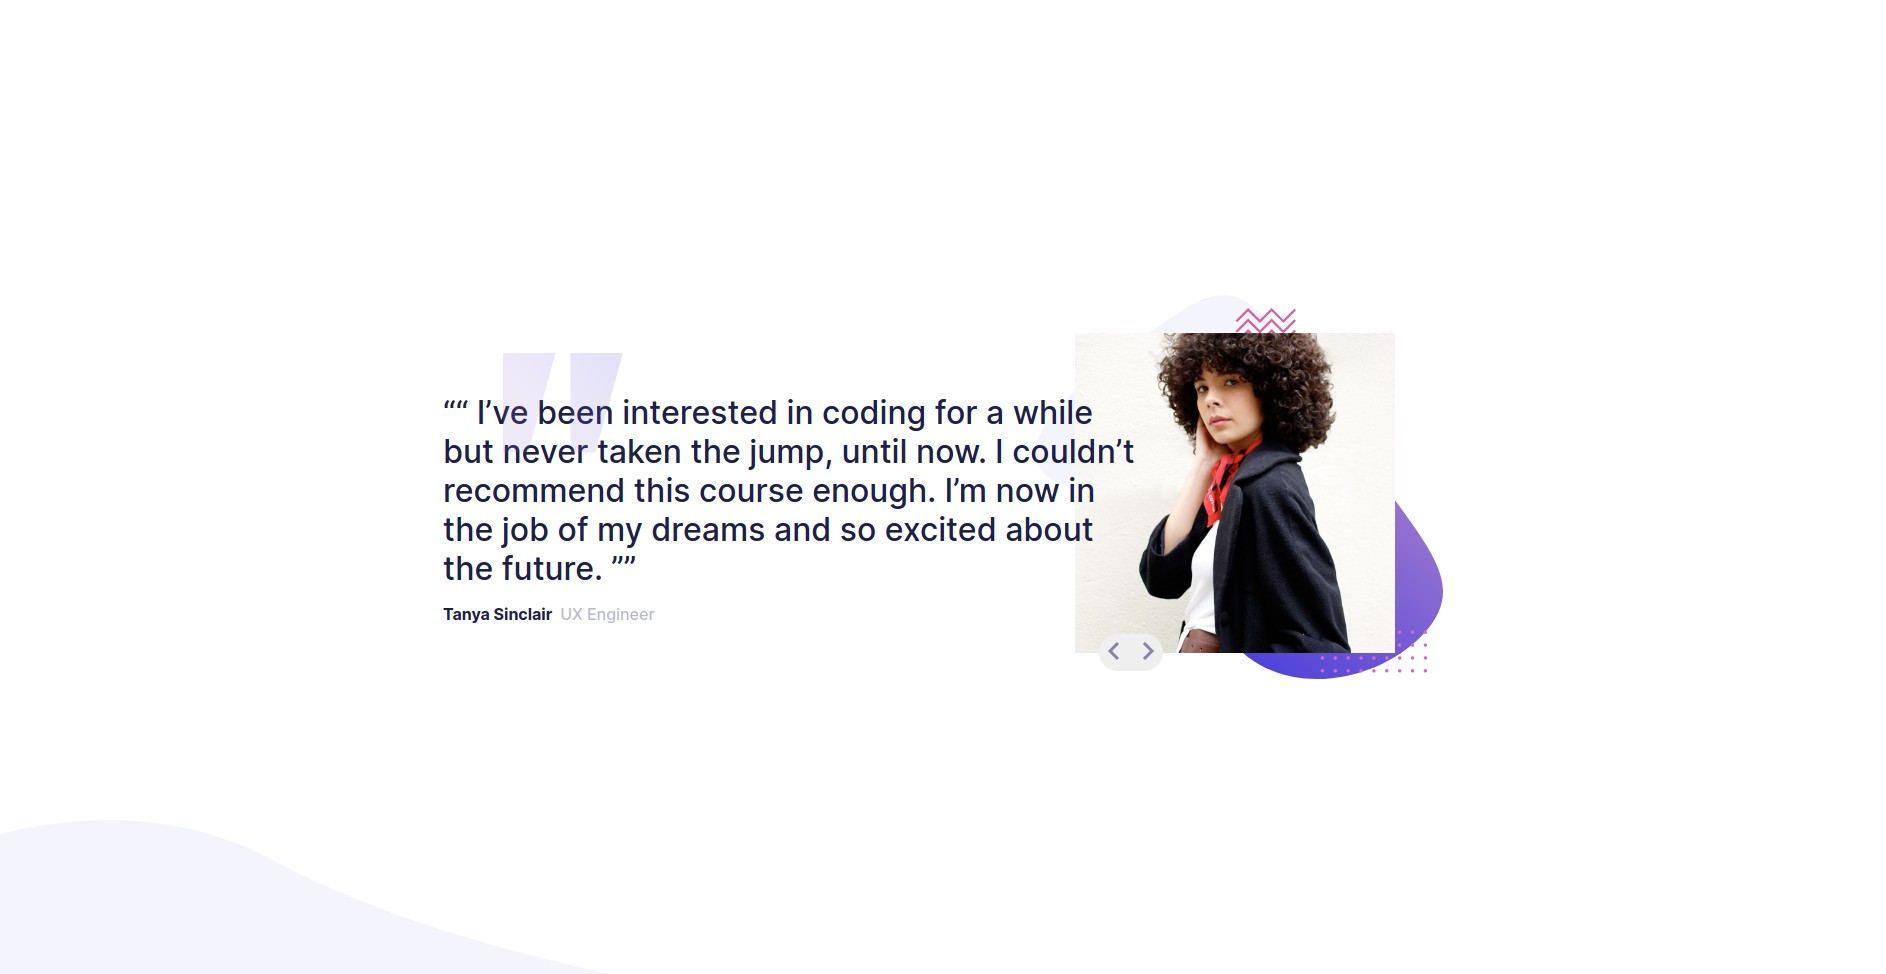 ““ I’ve been interested in coding for a while
but never taken the jump, until now. I couldn’t
recommend this course enough. I’m now in
the job of my dreams and so excited about
the future. ””
Tanya Sinclair UX Engineer